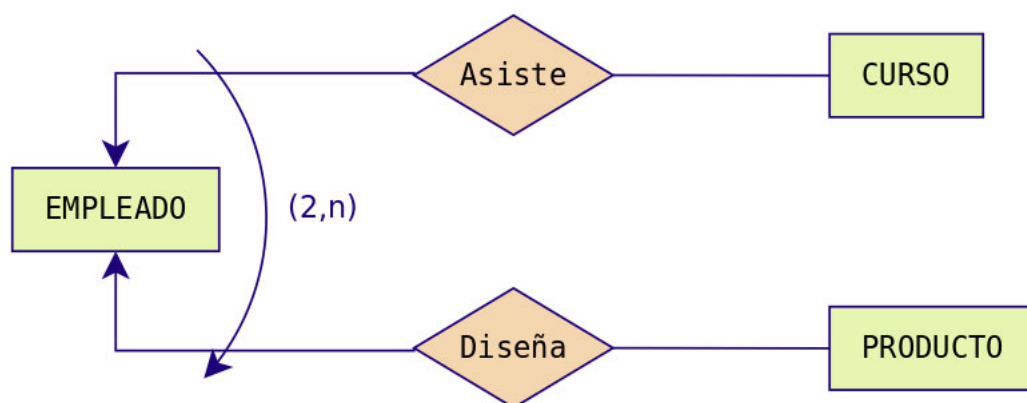 Asiste
CURSO
EMPLEADO
(2,n)
Diseña
PRODUCTO